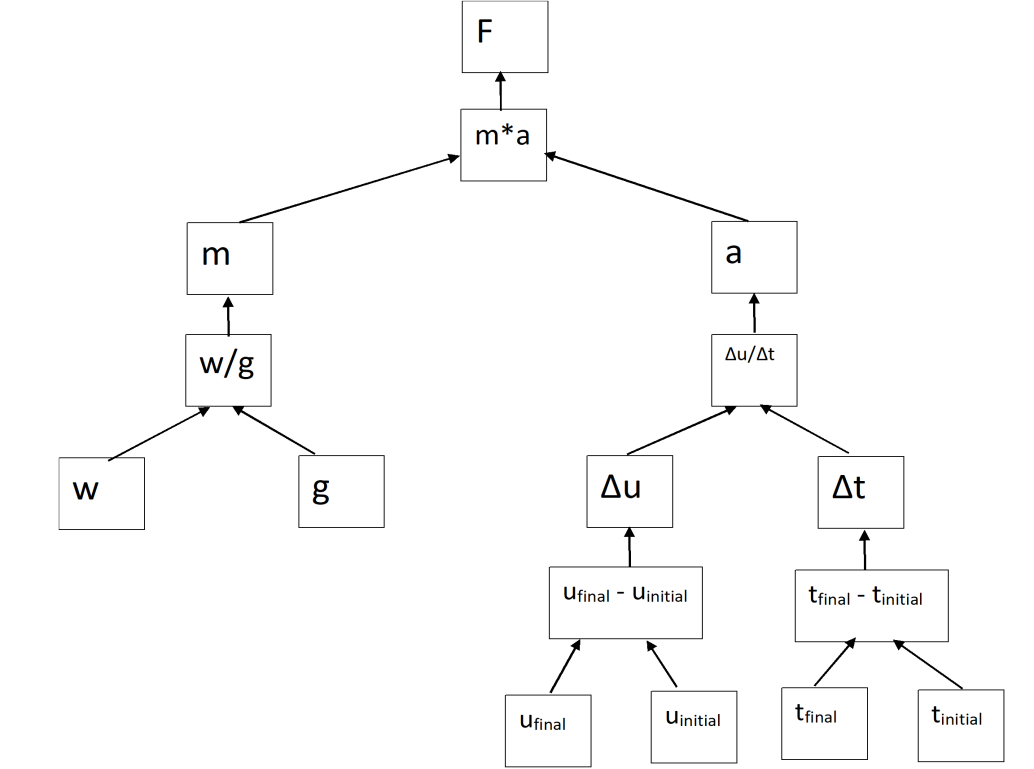 F
m*a
m
a
w/g
Δu/Δt
w
g
Δu
Δt
ufinal - uinitial
tfinal - tinitial
ufinal
uinitial
tfinal
tinitial